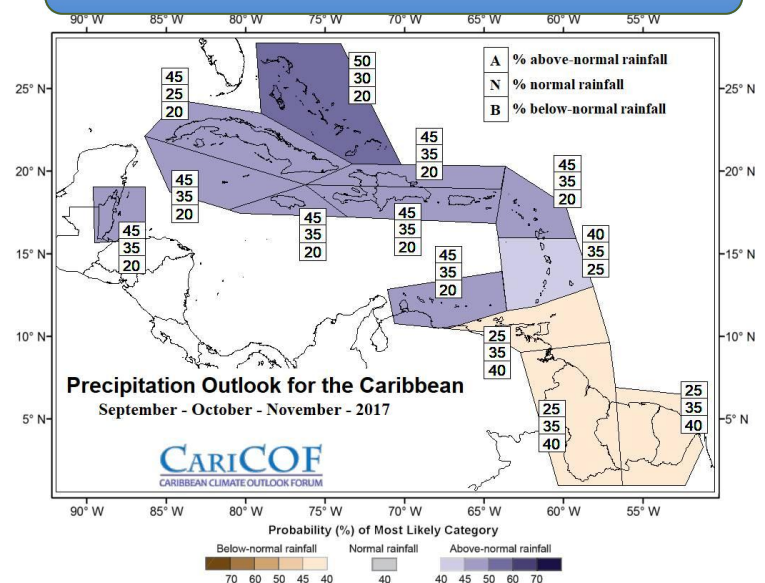 90° W 85° W 80° W 75° W 70° W 65° W 60° W 55° W
25° N
20° N
15° N
10° N
5° N
25° N
20° N
15° N
10° N
5° N
A % above-normal rainfall
N % normal rainfall
B % below-normal rainfall
50
30
20
45
25
20
45
35
20
45
35
20
45
35
20
45
35
20
45
35
20
45
35
20
40
35
25
45
35
20
25
35
40
25
35
40
25
35
40
Precipitation Outlook for the Caribbean
September - October - November - 2017
CARICOF
CARIBBEAN CLIMATE OUTLOOK FORUM
90° W 85° W 80° W 75° W 70° W 65° W 60° W 55° W
Probability (%) of Most Likely Category
Below-normal rainfall Normal rainfall Above-normal rainfall
70 60 50 45 40 40 40 45 50 60 70